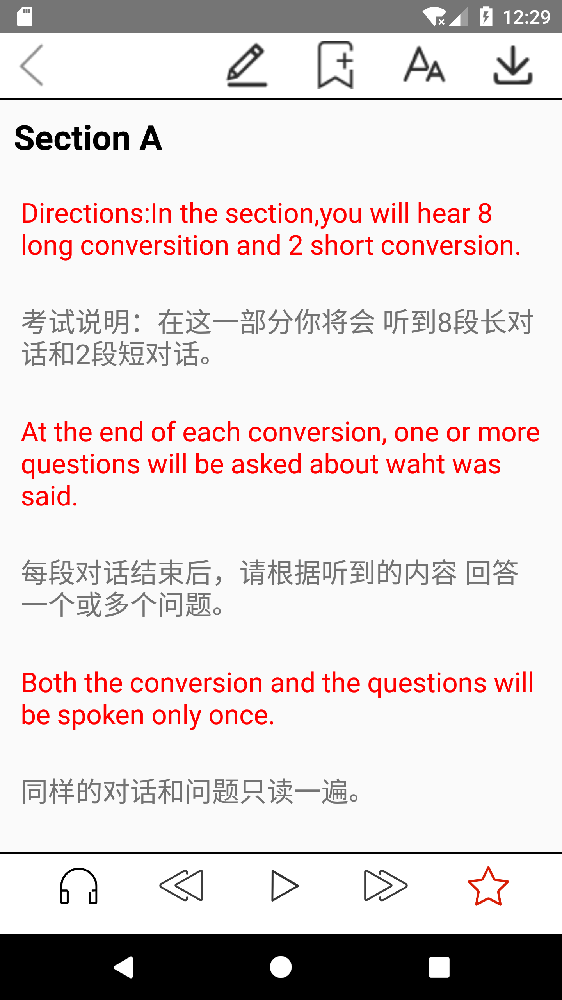 12:29
Section A
Directions:In the section,you will hear 8
long conversition and 2 short conversion.
考试说明：在这一部分你将会 听到8段长对
话和2段短对话。
At the end of each conversion, one or more
questions will be asked about waht was
said.
每段对话结束后，请根据听到的内容 回答
一个或多个问题。
Both the conversion and the questions will
be spoken only once.
同样的对话和问题只读一遍。